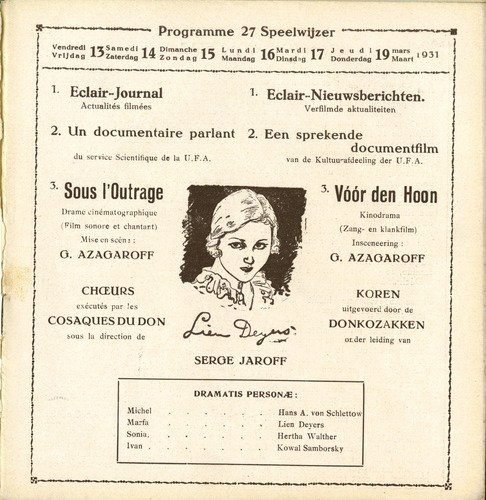 Programme 27 Speelwijzer
Vendredi Vrijdag 13 Samedi Zaterdag 14 Dimanche Zondag 15 Lundi Maandag 16 Mardi Dinsdag 17 Jeudi Donderdag 19 mars Maart 1931
1. Eclair-Journal
Actualités filmées
1. Eclair-Nieuwsberichten.
Verfilmde aktualiteiten
2. Un documentaire parlant
du service Scientifique de la U.F.A.
2. Een sprekende
documentfilm
van de Kultuur-afdeeling der U.F.A.
3. Sous l'Outrage
Drame cinématographique
(Film sonore et chantant)
Mise en scène :
G. AZAGAROFF
CHŒURS
exécutés par les
COSAQUES DU DON
sous la direction de
3. Vóór den Hoon
Kinodrama
(Zang- en klankfilm)
Insceneering :
G. AZAGAROFF
KOREN
uitgevoerd door de
DONKOZAKKEN
onder leiding van
Lien Deyers
SERGE JAROFF
DRAMATIS PERSONÆ :
Michel . . . . . . Hans A. von Schlettow
Marfa . . . . . . Lien Deyers
Sonia. . . . . . . Hertha Walther
Ivan . . . . . . . Kowal Samborsky